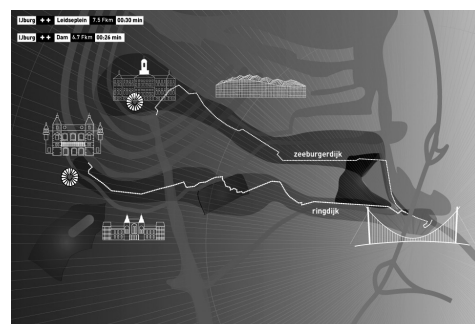 IJburg ++ Leidseplein 7.5 Fkm 00:30 min
IJburg ++ Dam 6.7 Fkm 00:26 min
zeeburgerdijk
ringdijk